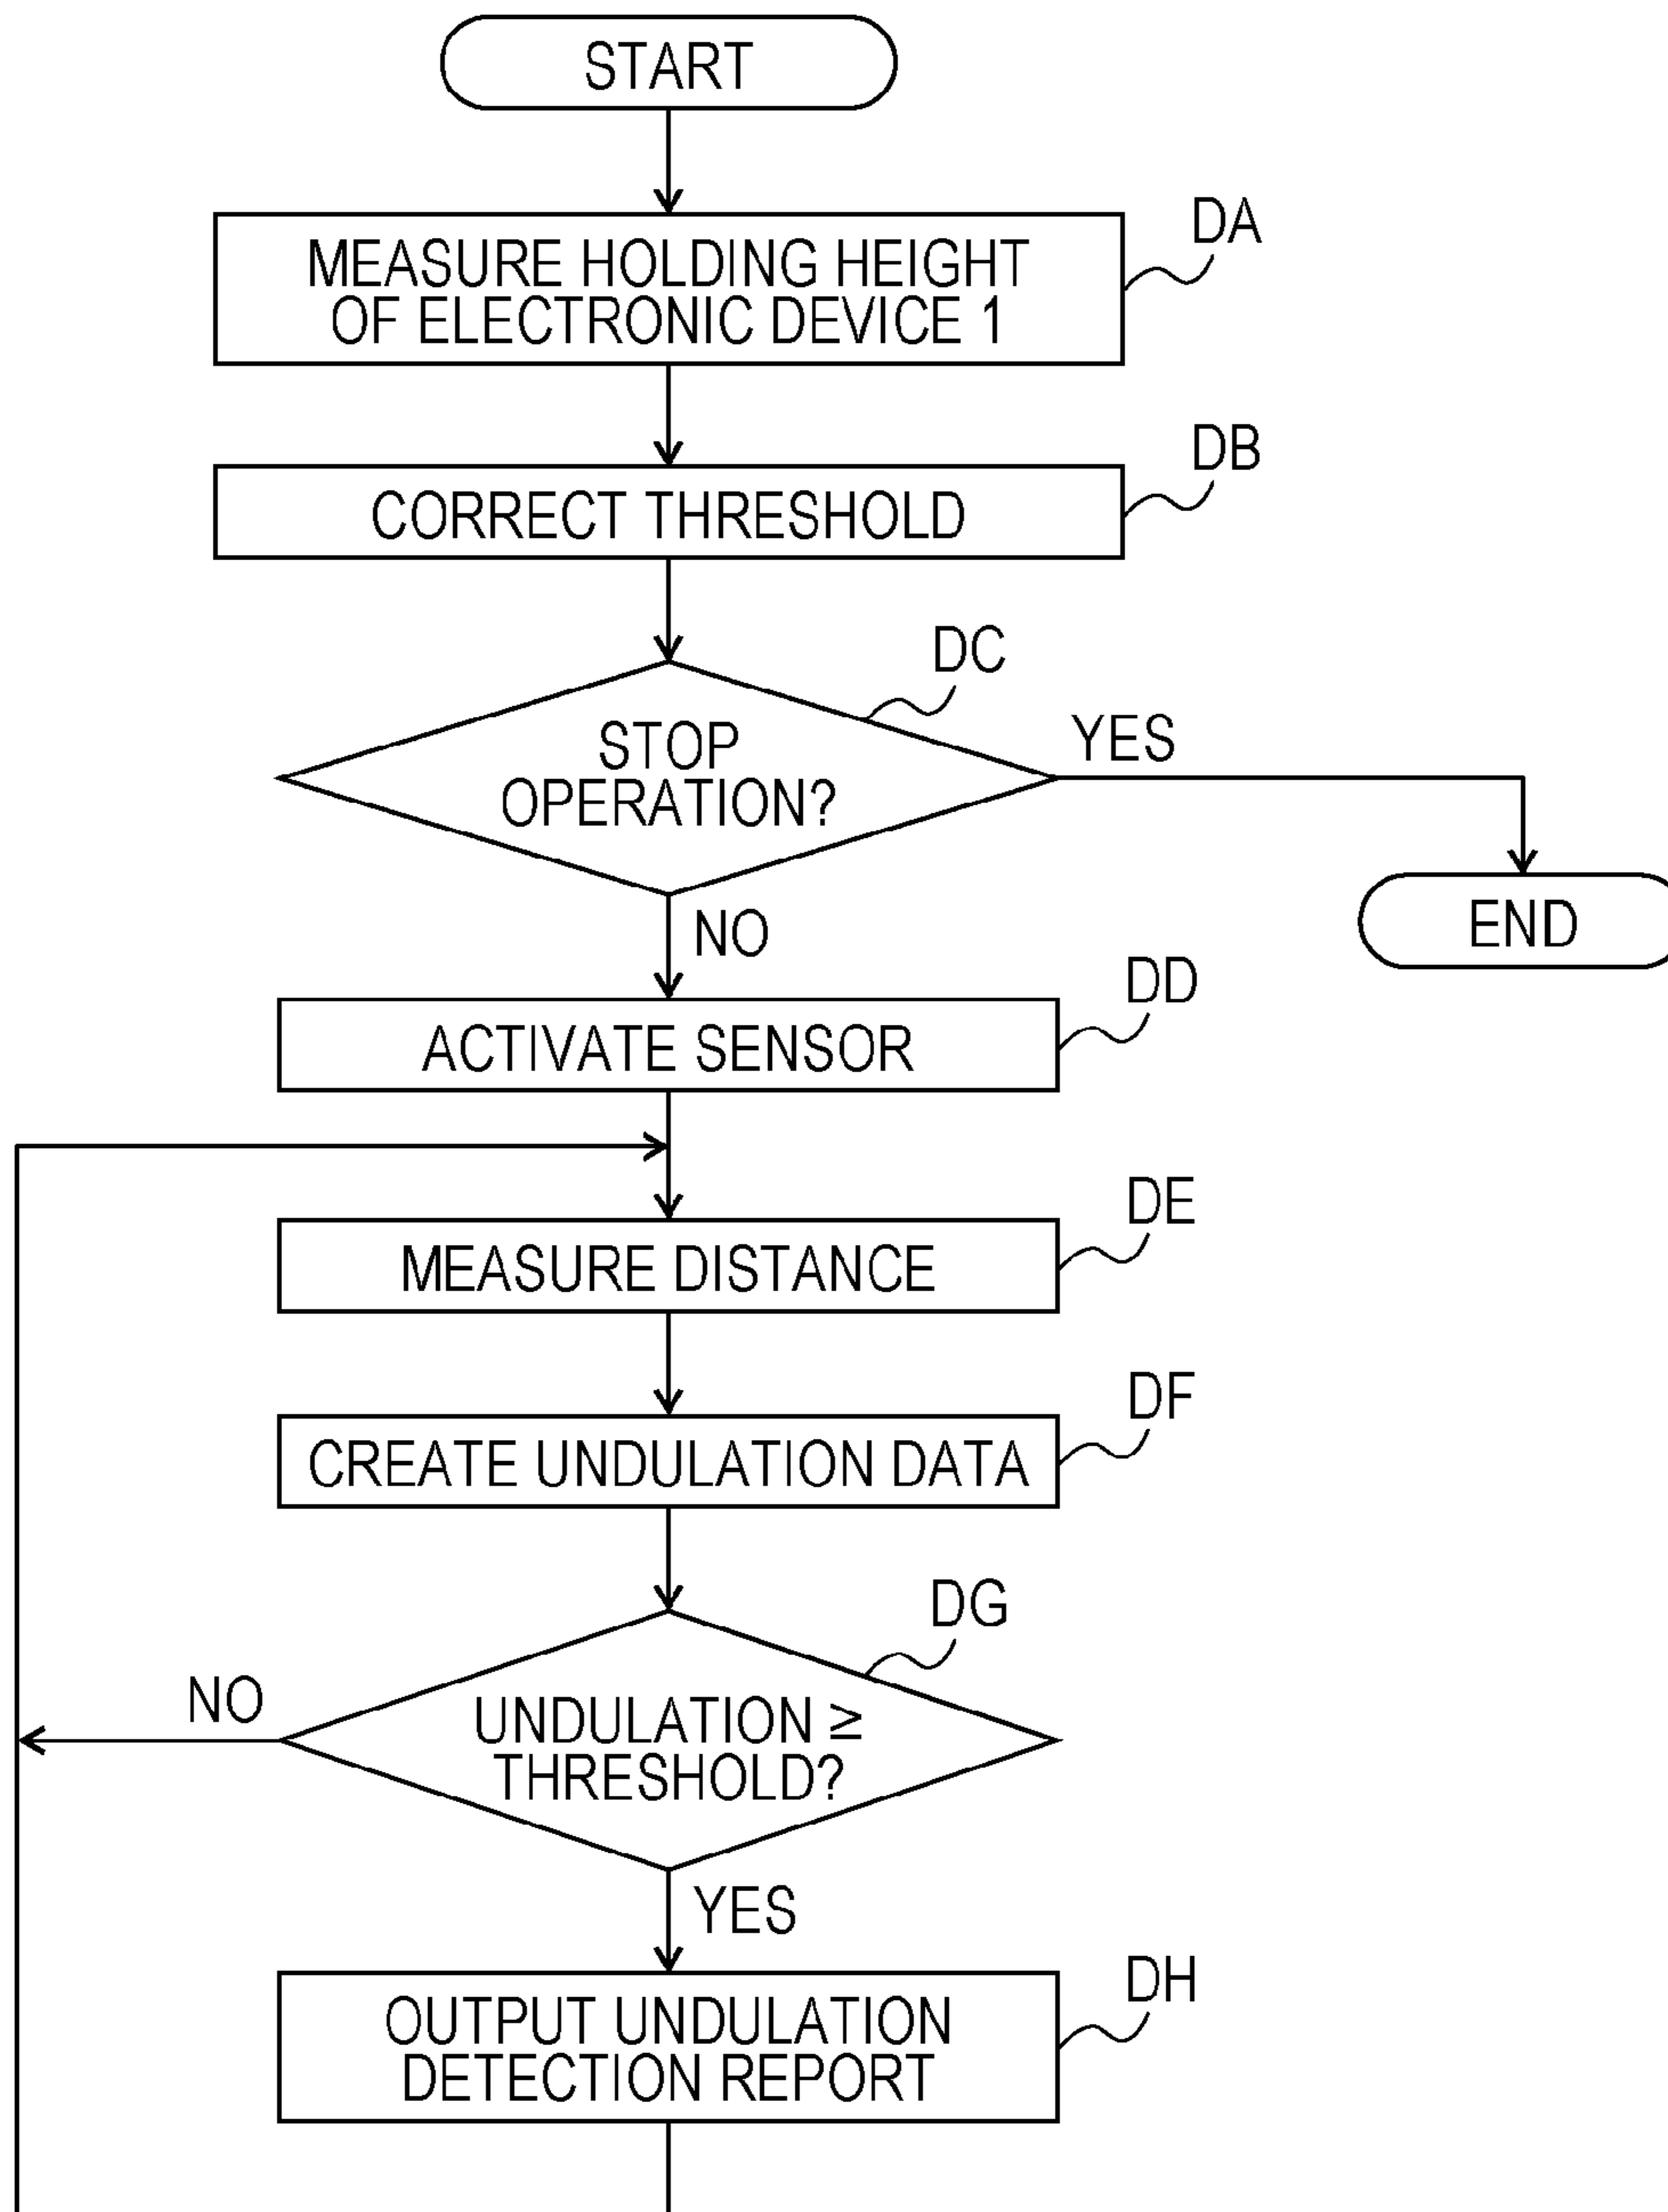 START
MEASURE HOLDING HEIGHT
OF ELECTRONIC DEVICE 1
DA
CORRECT THRESHOLD
DB
STOP
OPERATION?
DC
YES
END
NO
ACTIVATE SENSOR
DD
MEASURE DISTANCE
DE
CREATE UNDULATION DATA
DF
UNDULATION ≥
THRESHOLD?
DG
NO
YES
OUTPUT UNDULATION
DETECTION REPORT
DH